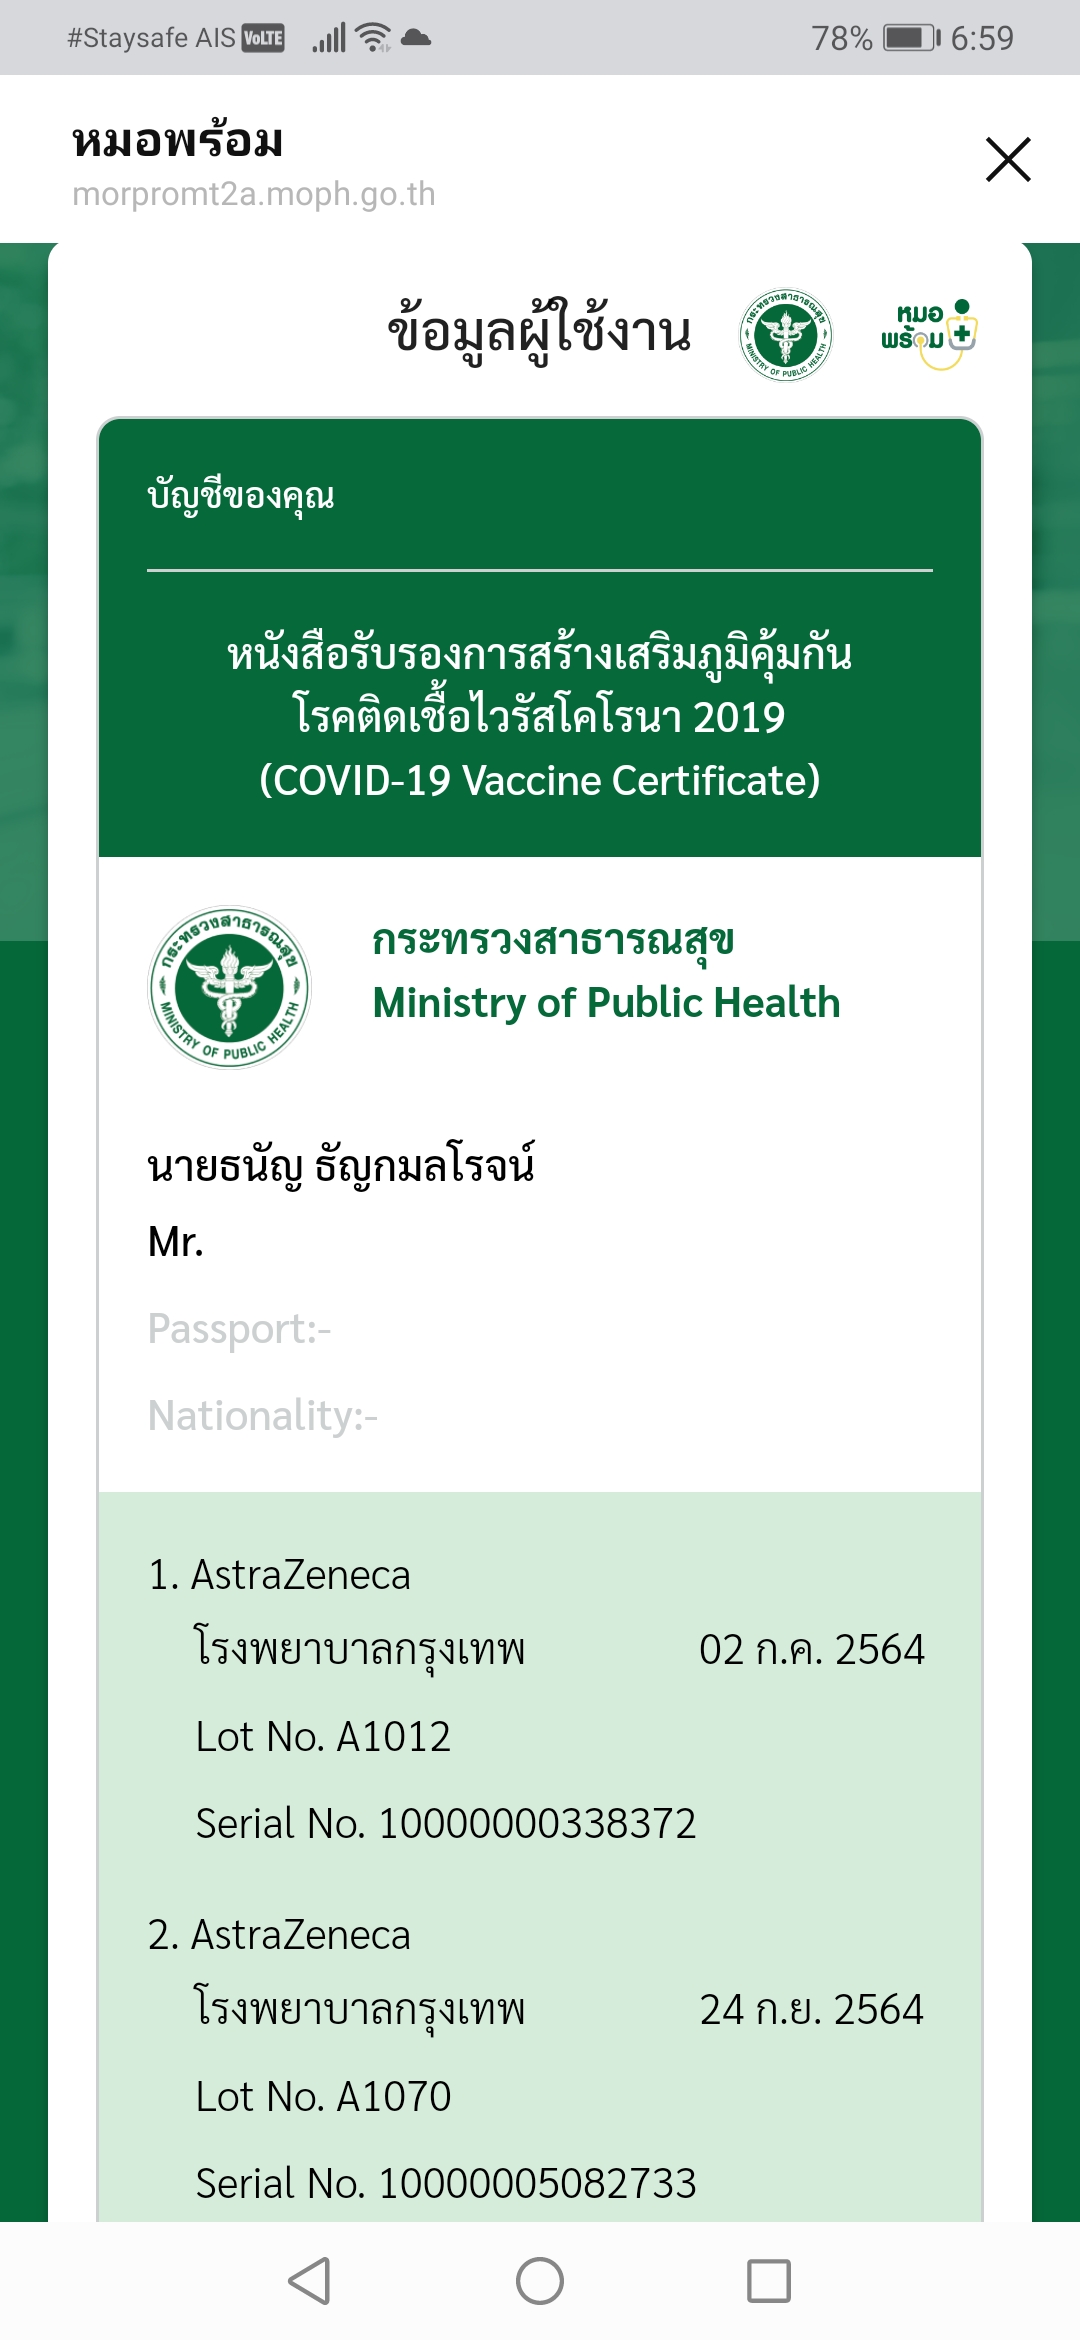 #Staysafe AIS VoLTE 78% 6:59
หมอพร้อม
morpromt2a.moph.go.th
ข้อมูลผู้ใช้งาน
กระทรวงสาธารณสุข
MINISTRY OF PUBLIC HEALTH
หมอ
พร้อม
บัญชีของคุณ
หนังสือรับรองการสร้างเสริมภูมิคุ้มกัน
โรคติดเชื้อไวรัสโคโรนา 2019
(COVID-19 Vaccine Certificate)
กระทรวงสาธารณสุข
MINISTRY OF PUBLIC HEALTH
กระทรวงสาธารณสุข
Ministry of Public Health
นายธนัญ ธัญกมลโรจน์
Mr.
Passport:-
Nationality:-
1. AstraZeneca
โรงพยาบาลกรุงเทพ 02 ก.ค. 2564
Lot No. A1012
Serial No. 10000000338372
2. AstraZeneca
โรงพยาบาลกรุงเทพ 24 ก.ย. 2564
Lot No. A1070
Serial No. 10000005082733